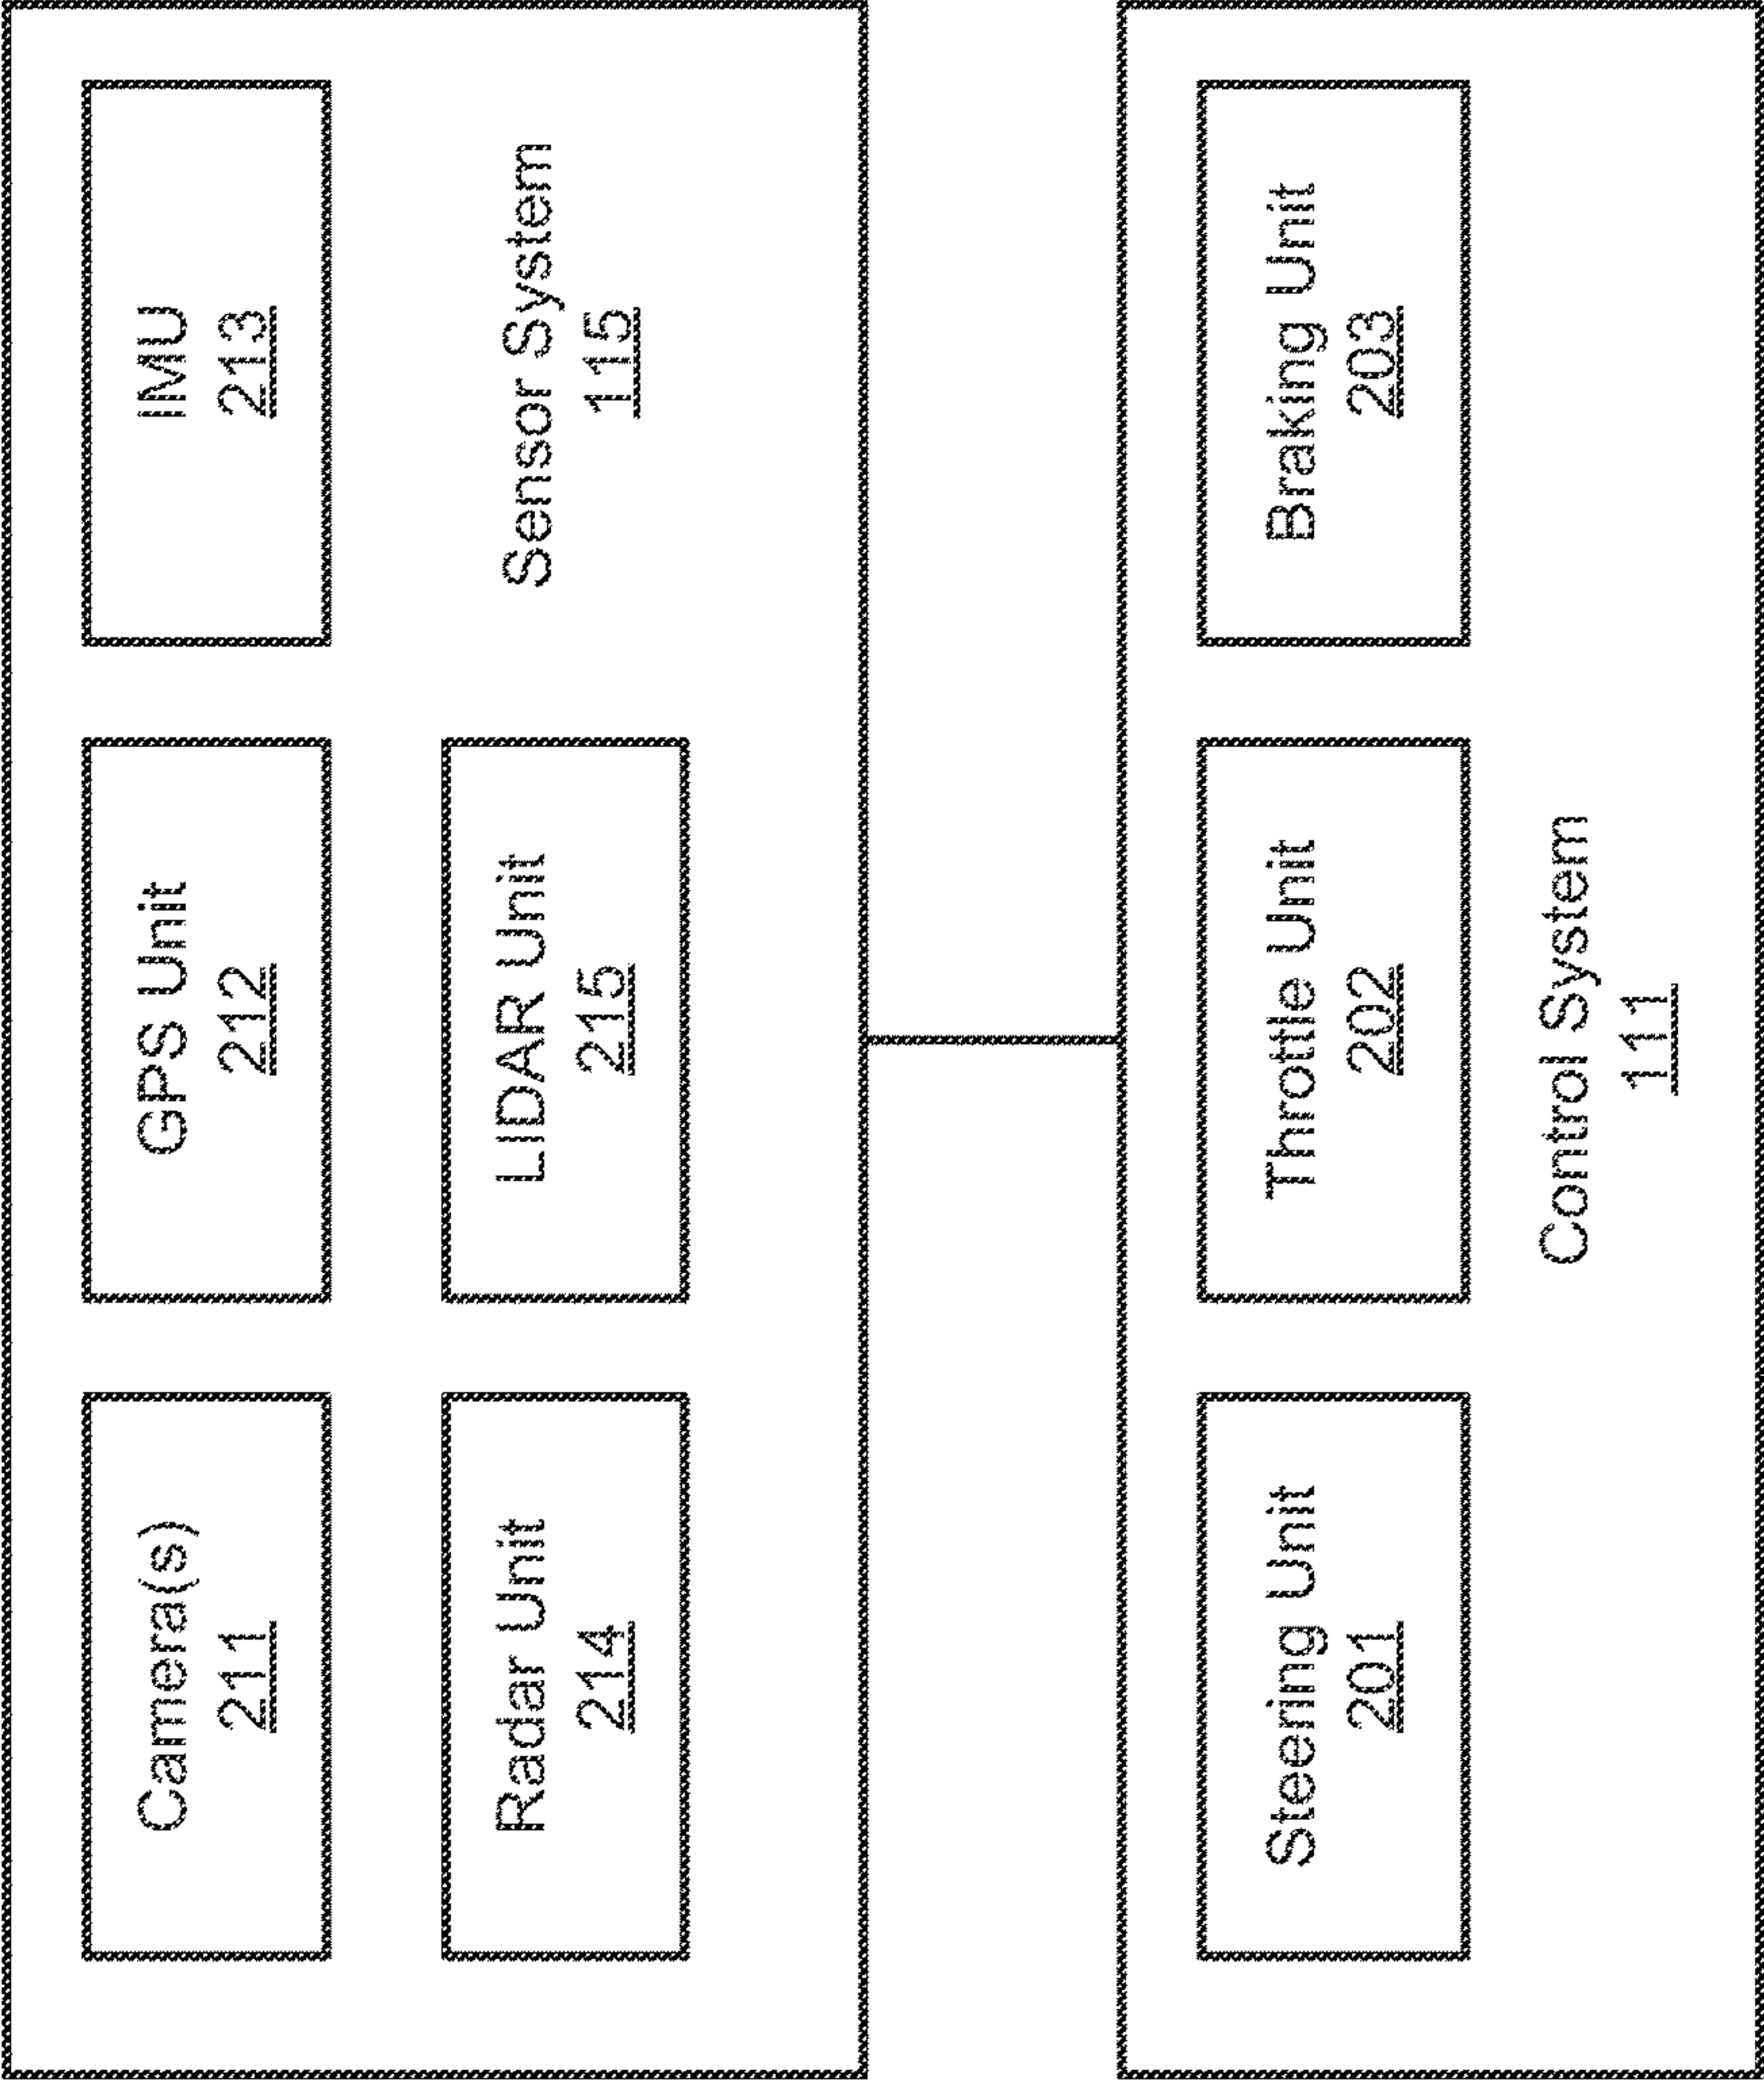 Camera(s)
211
GPS Unit
212
IMU
213
Radar Unit
214
LIDAR Unit
215
Sensor System
115
Steering Unit
201
Throttle Unit
202
Braking Unit
203
Control System
111